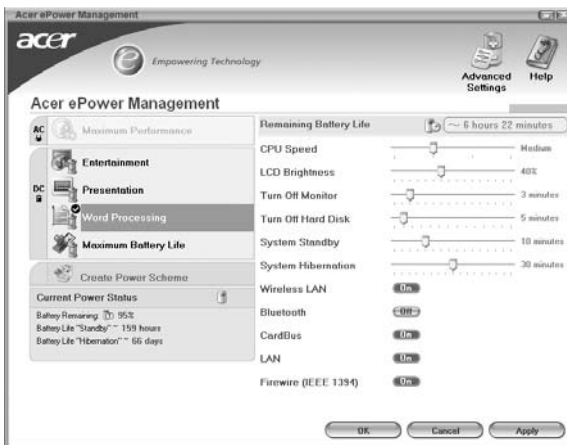 Acer ePower Management
acer
e
Empowering Technology
Advanced Settings
Help
Acer ePower Management
AC
Maximum Performance
DC
Entertainment
Presentation
Word Processing
Maximum Battery Life
Create Power Scheme
Current Power Status
Battery Remaining: 95%
Battery Life "Standby" ~ 159 hours
Battery Life "Hibernation" ~ 66 days
Remaining Battery Life ~ 6 hours 22 minutes
CPU Speed Medium
LCD Brightness 40%
Turn Off Monitor 3 minutes
Turn Off Hard Disk 5 minutes
System Standby 10 minutes
System Hibernation 30 minutes
Wireless LAN On
Bluetooth Off
CardBus On
LAN On
Firewire (IEEE 1394) On
OK Cancel Apply